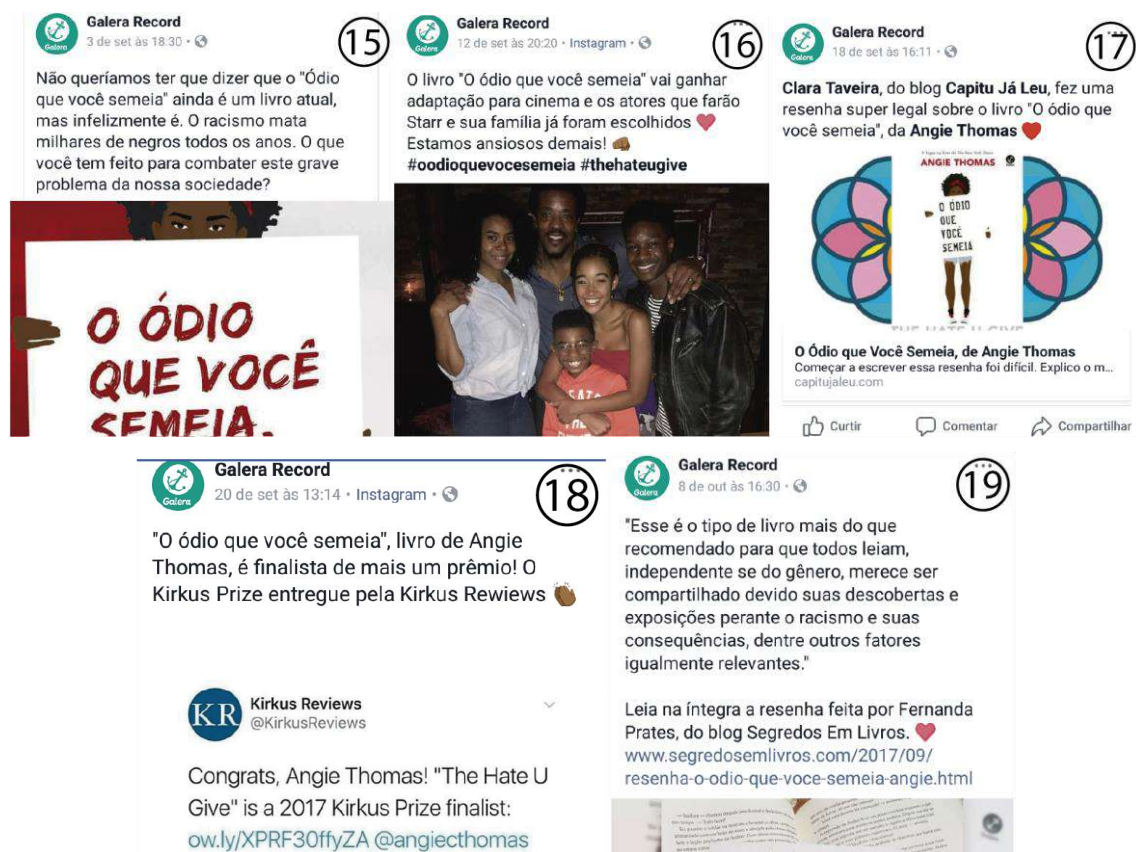 Galera Record
3 de set às 18:30
15
Galera
Não queríamos ter que dizer que o "Ódio
que você semeia" ainda é um livro atual,
mas infelizmente é. O racismo mata
milhares de negros todos os anos. O que
você tem feito para combater este grave
problema da nossa sociedade?
O ÓDIO
QUE VOCÊ
SEMEIA.
Galera Record
12 de set às 20:20 · Instagram
16
Galera
O livro "O ódio que você semeia" vai ganhar
adaptação para cinema e os atores que farão
Starr e sua família já foram escolhidos
Estamos ansiosos demais!
#oodioquevocesemeia #thehateugive
Galera Record
18 de set às 16:11
17
Galera
Clara Taveira, do blog Capitu Já Leu, fez uma
resenha super legal sobre o livro "O ódio que
você semeia", da Angie Thomas
ANGIE THOMAS
O ÓDIO
QUE
VOCÊ
SEMEIA
THE HATE U GIVE
O Ódio que Você Semeia, de Angie Thomas
Começar a escrever essa resenha foi difícil. Explico o m...
capitujaleu.com
Curtir
Comentar
Compartilhar
Galera Record
20 de set às 13:14 · Instagram
18
Galera
"O ódio que você semeia", livro de Angie
Thomas, é finalista de mais um prêmio! O
Kirkus Prize entregue pela Kirkus Rewiews
KR
Kirkus Reviews
@KirkusReviews
Congrats, Angie Thomas! "The Hate U
Give" is a 2017 Kirkus Prize finalist:
ow.ly/XPRF30ffyZA @angiecthomas
Galera Record
8 de out às 16:30
19
Galera
"Esse é o tipo de livro mais do que
recomendado para que todos leiam,
independente se do gênero, merece ser
compartilhado devido suas descobertas e
exposições perante o racismo e suas
consequências, dentre outros fatores
igualmente relevantes."
Leia na íntegra a resenha feita por Fernanda
Prates, do blog Segredos Em Livros.
www.segredosemlivros.com/2017/09/
resenha-o-odio-que-voce-semeia-angie.html